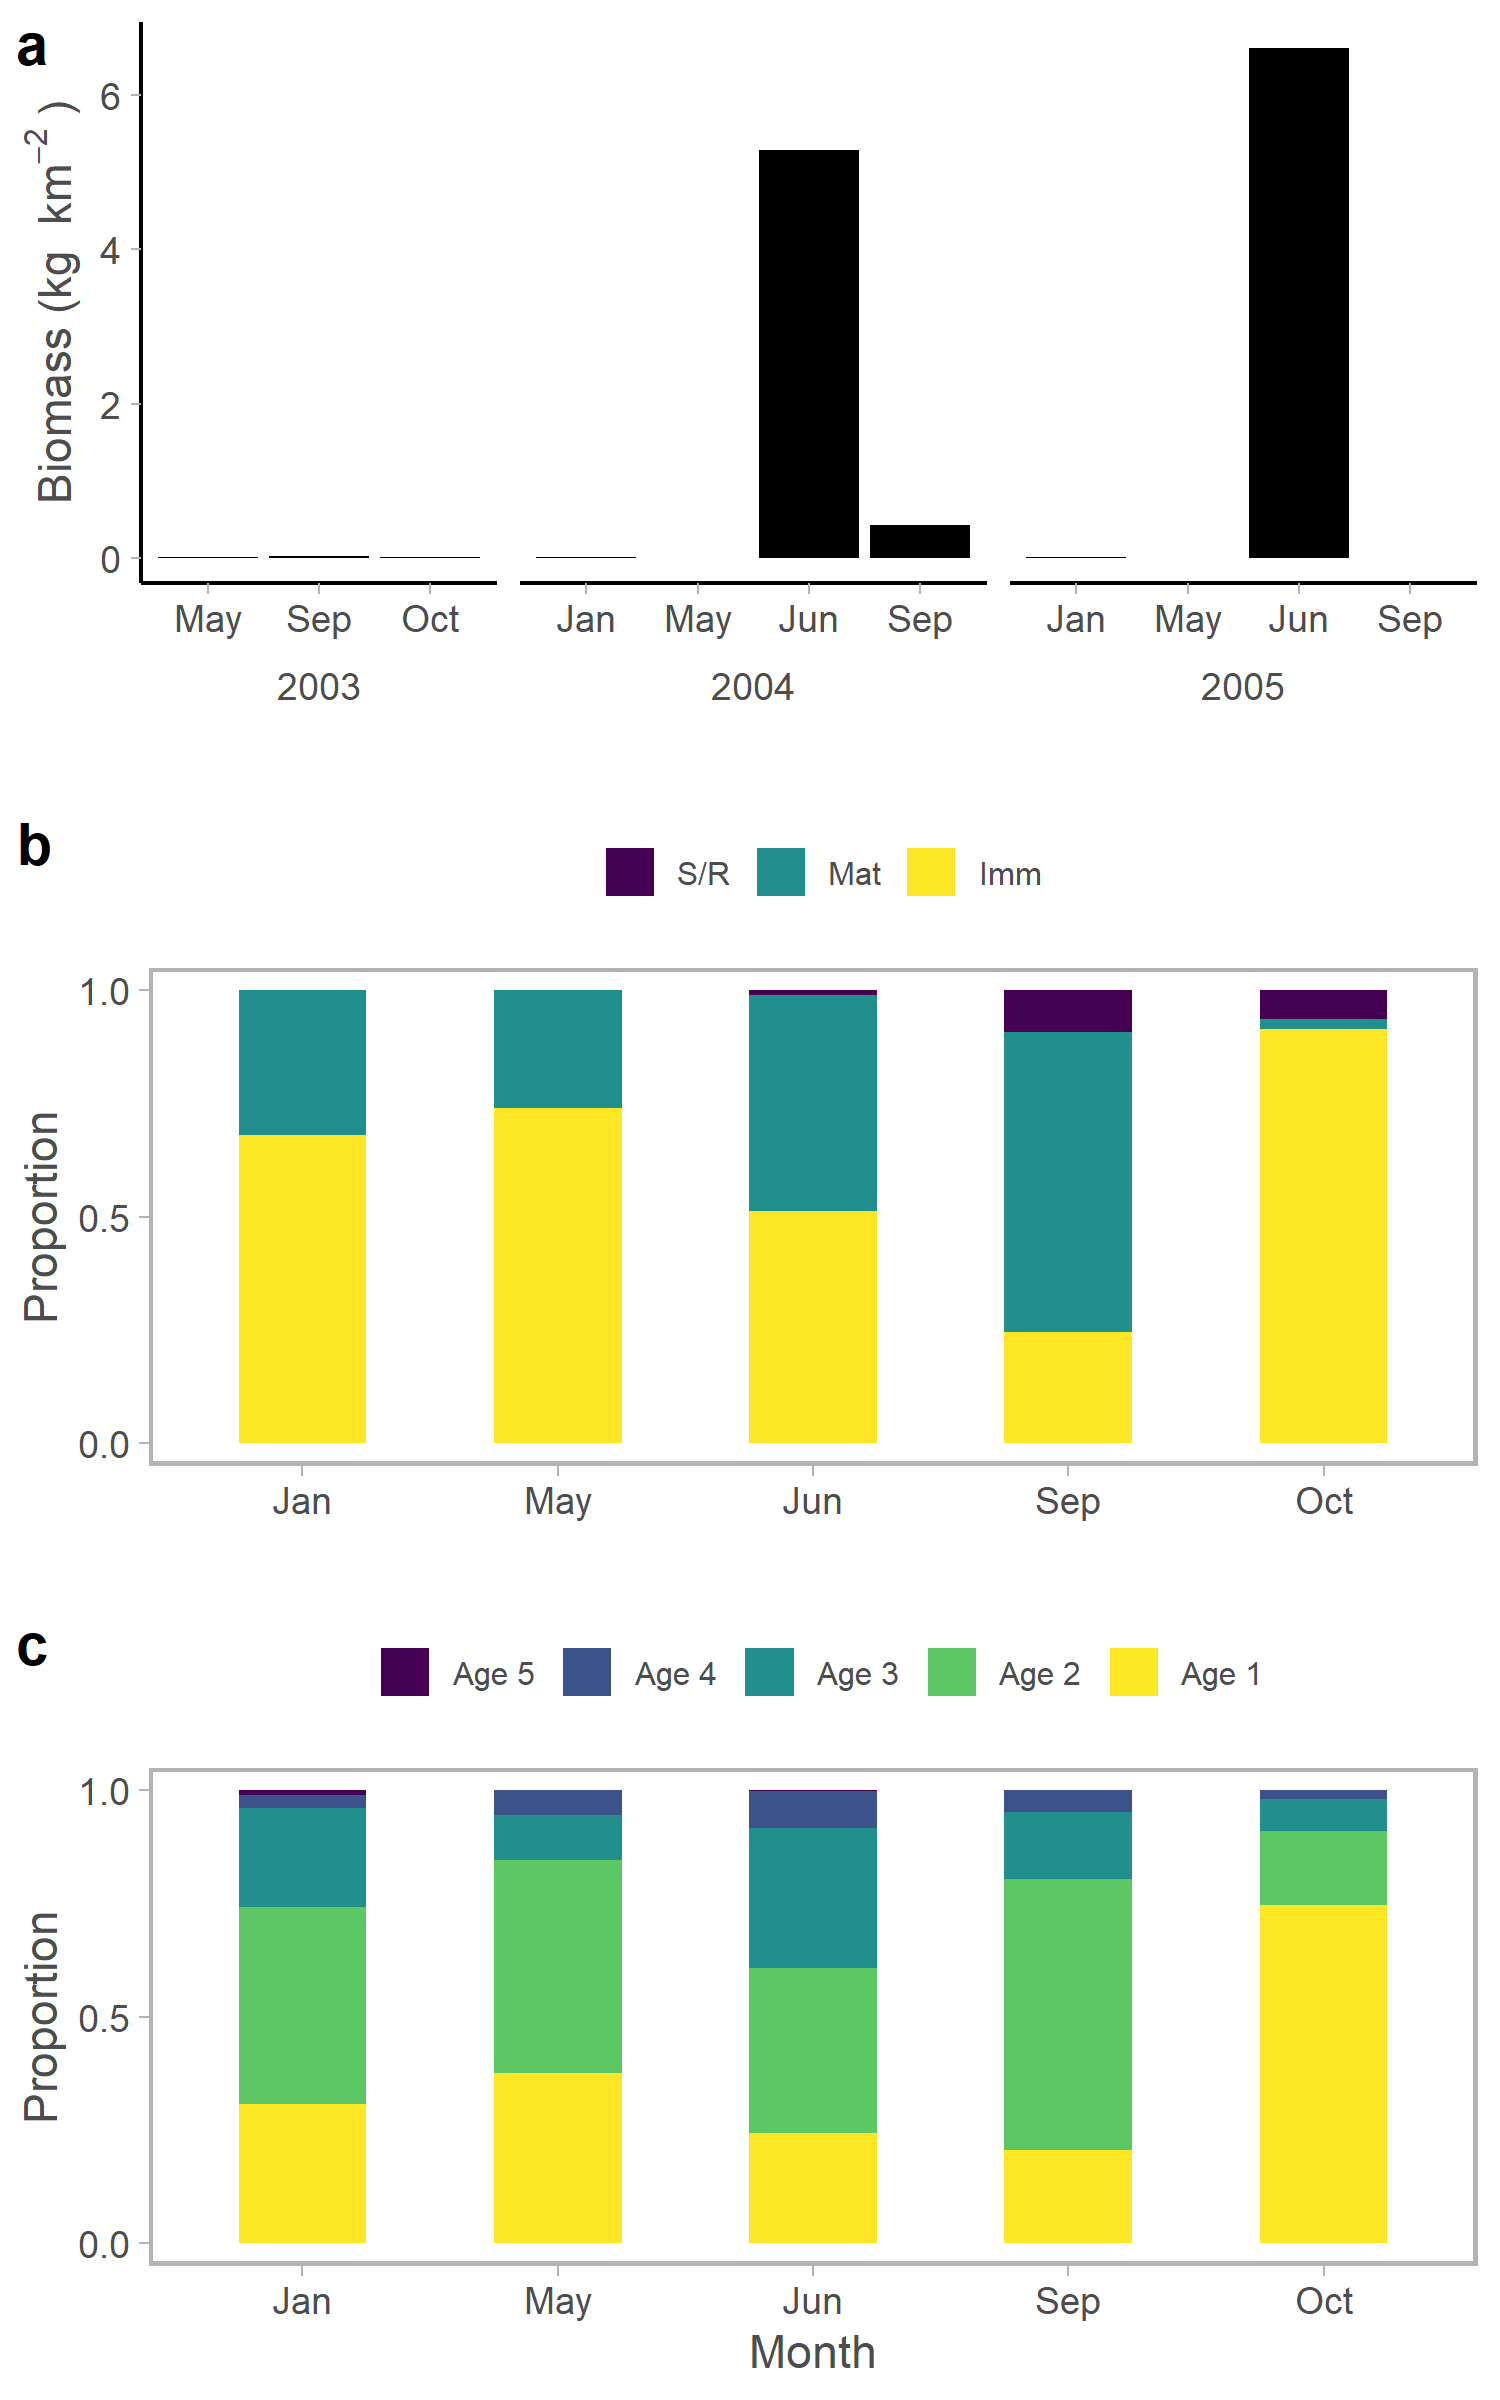 a
Biomass (kg km−2)
6
4
2
0
May Sep Oct Jan May Jun Sep Jan May Jun Sep
2003 2004 2005
b
S/R Mat Imm
Proportion
1.0
0.5
0.0
Jan May Jun Sep Oct
c
Age 5 Age 4 Age 3 Age 2 Age 1
Proportion
1.0
0.5
0.0
Jan May Jun Sep Oct
Month